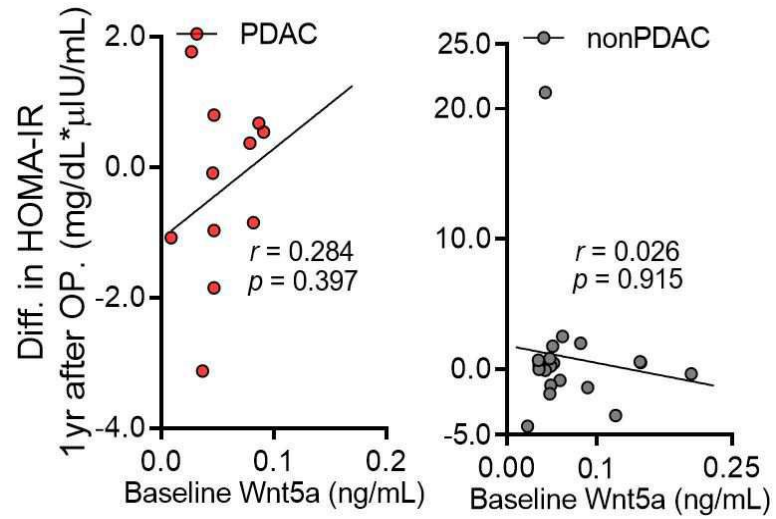 Diff. in HOMA-IR
1yr after OP. (mg/dL*μIU/mL)
PDAC
2.0
0.0
-2.0
-4.0
r = 0.284
p = 0.397
0.0
0.1
0.2
Baseline Wnt5a (ng/mL)
nonPDAC
25.0
20.0
10.0
0.0
-5.0
r = 0.026
p = 0.915
0.00
0.1
0.25
Baseline Wnt5a (ng/mL)